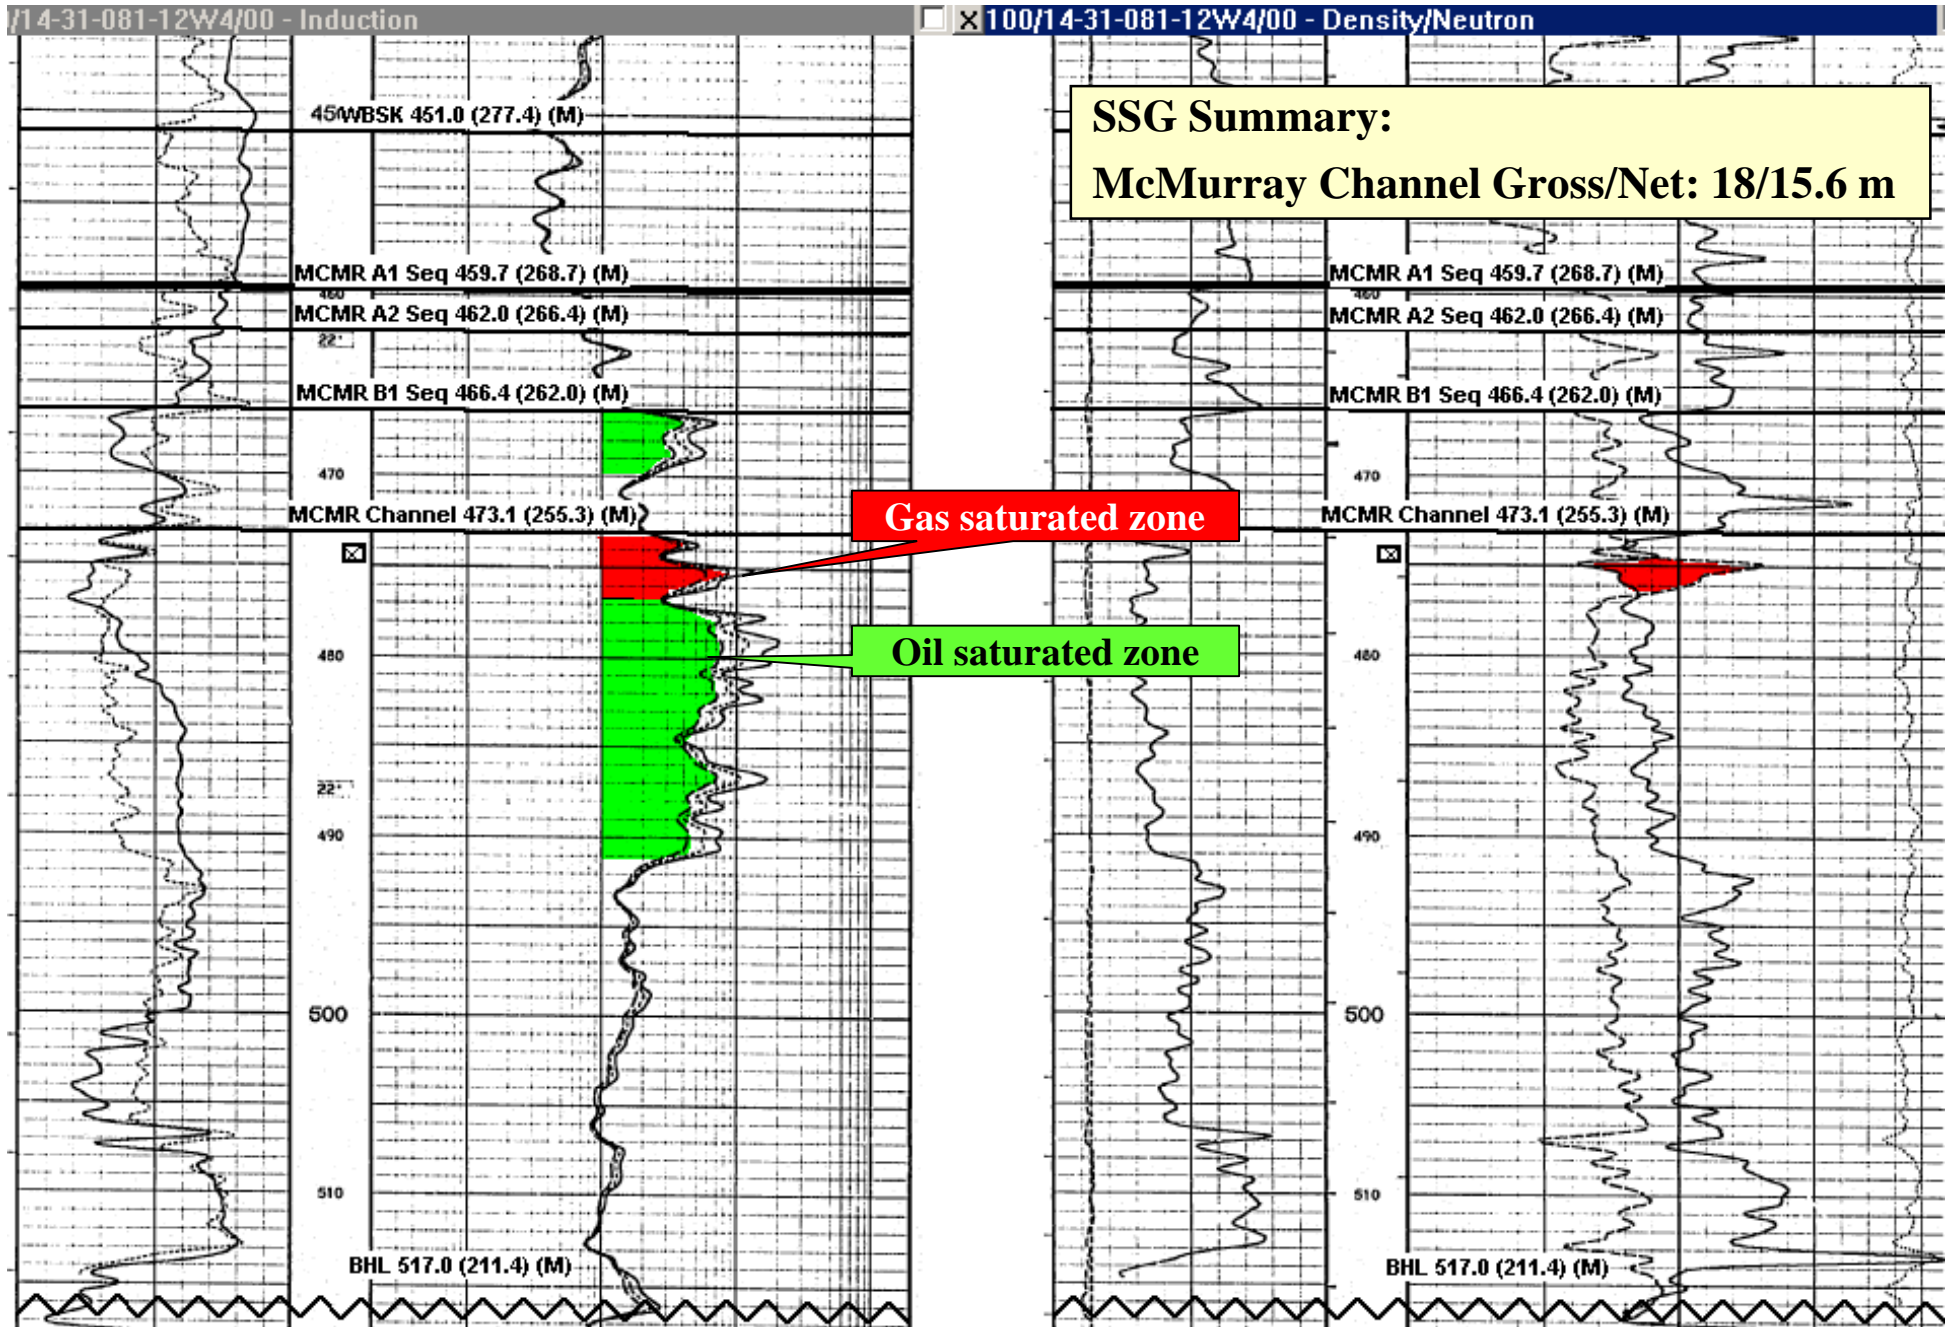 /14-31-081-12W4/00 - Induction
100/14-31-081-12W4/00 - Density/Neutron
SSG Summary:
McMurray Channel Gross/Net: 18/15.6 m
WBSK 451.0 (277.4) (M)
MCMR A1 Seq 459.7 (268.7) (M)
460
MCMR A2 Seq 462.0 (266.4) (M)
22"
MCMR B1 Seq 466.4 (262.0) (M)
470
MCMR Channel 473.1 (255.3) (M)
480
22"
490
500
510
BHL 517.0 (211.4) (M)
Gas saturated zone
Oil saturated zone
MCMR A1 Seq 459.7 (268.7) (M)
460
MCMR A2 Seq 462.0 (266.4) (M)
MCMR B1 Seq 466.4 (262.0) (M)
470
MCMR Channel 473.1 (255.3) (M)
480
490
500
510
BHL 517.0 (211.4) (M)